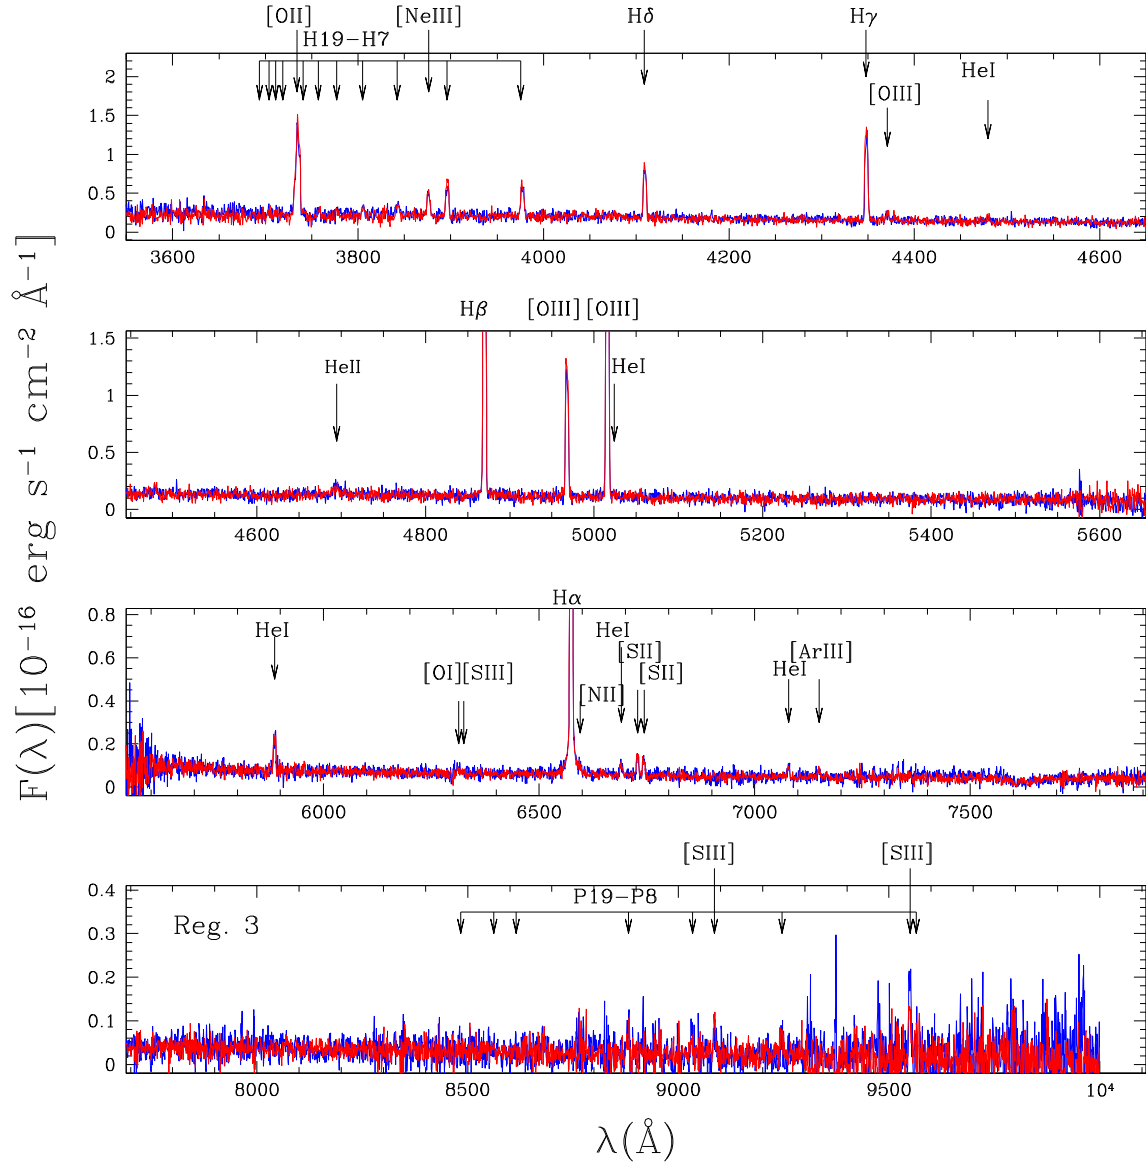 [OII] [NeIII] Hδ Hγ
H19−H7
HeI
[OIII]
2
1.5
1
0.5
0
3600 3800 4000 4200 4400 4600
Hβ [OIII] [OIII]
HeII HeI
1.5
1
0.5
0
4600 4800 5000 5200 5400 5600
Hα
HeI HeI
[SII] [ArIII]
[OI] [SIII] [SII] HeI
[NII]
0.8
0.6
0.4
0.2
0
6000 6500 7000 7500
[SIII] [SIII]
P19−P8
Reg. 3
0.4
0.3
0.2
0.1
0
8000 8500 9000 9500 10⁴
λ(Å)
F(λ)[10⁻¹⁶ erg s⁻¹ cm⁻² Å⁻¹]